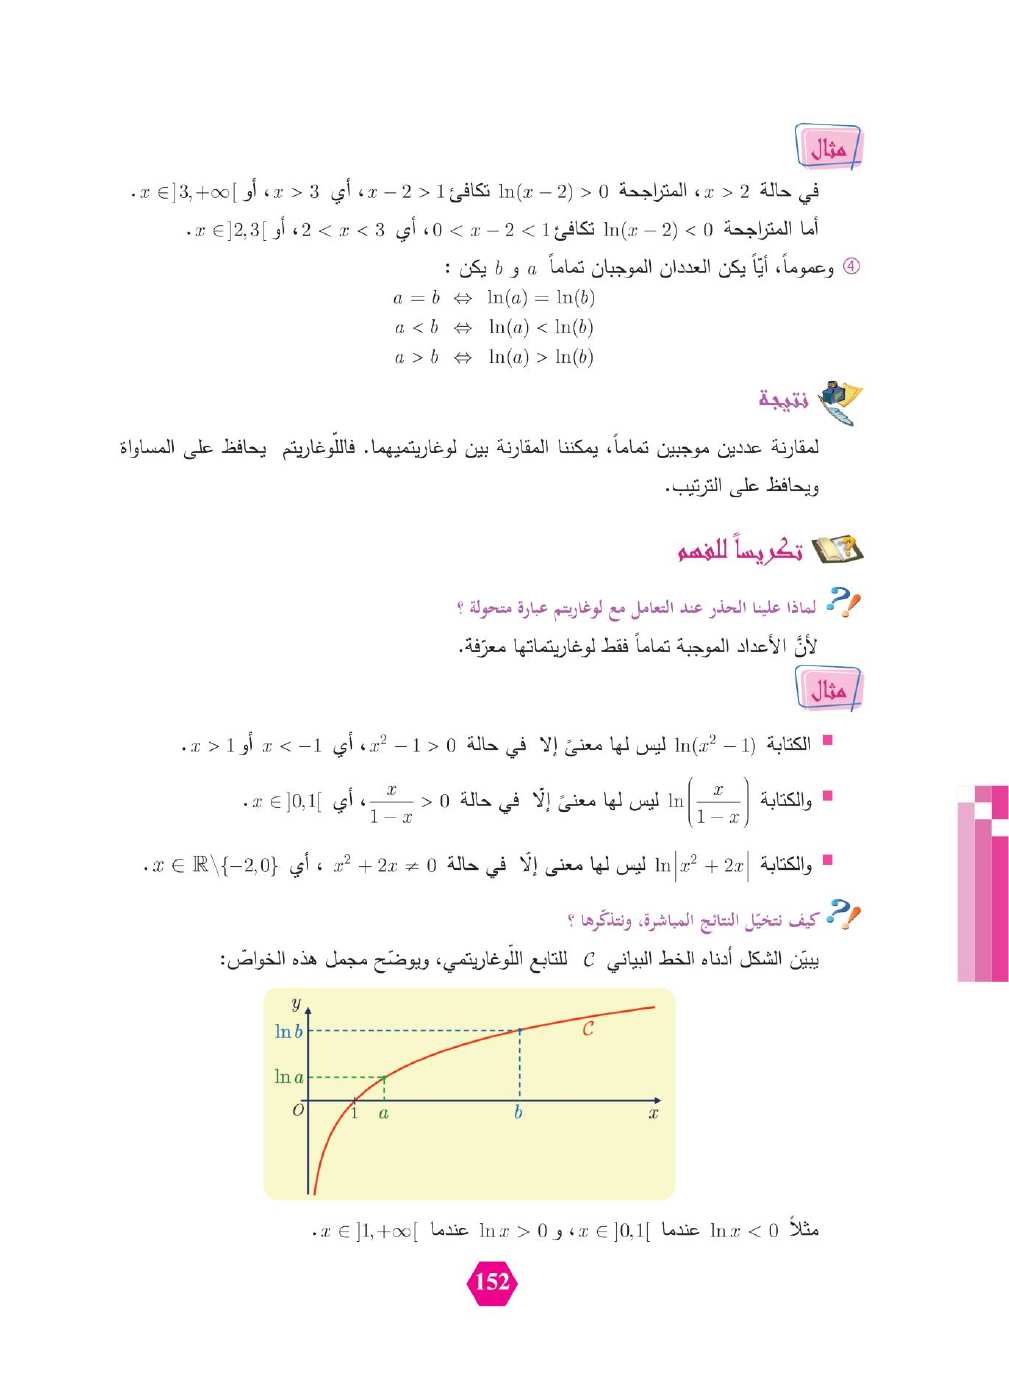 مثال
في حالة x > 2، المتراجحة ln(x − 2) > 0 تكافئ x − 2 > 1، أي x > 3، أو x ∈ ]3,+∞[.
أما المتراجحة ln(x − 2) < 0 تكافئ 0 < x − 2 < 1، أي 2 < x < 3، أو x ∈ ]2,3[.
④ وعموماً، أيّاً يكن العددان الموجبان تماماً a و b يكن :
a = b ⇔ ln(a) = ln(b)
a < b ⇔ ln(a) < ln(b)
a > b ⇔ ln(a) > ln(b)
نتيجة
لمقارنة عددين موجبين تماماً، يمكننا المقارنة بين لوغاريتميهما. فاللّوغاريتم يحافظ على المساواة
ويحافظ على الترتيب.
تكريساً للفهم
لماذا علينا الحذر عند التعامل مع لوغاريتم عبارة متحولة ؟
لأنَّ الأعداد الموجبة تماماً فقط لوغاريتماتها معرّفة.
مثال
▪ الكتابة ln(x² − 1) ليس لها معنىً إلا في حالة x² − 1 > 0، أي x < −1 أو x > 1.
▪ والكتابة ln(x/(1 − x)) ليس لها معنىً إلّا في حالة x/(1 − x) > 0، أي x ∈ ]0,1[.
▪ والكتابة ln|x² + 2x| ليس لها معنى إلّا في حالة x² + 2x ≠ 0 ، أي x ∈ ℝ\{−2,0}.
كيف نتخيّل النتائج المباشرة، ونتذكّرها ؟
يبيّن الشكل أدناه الخط البياني C للتابع اللّوغاريتمي، ويوضّح مجمل هذه الخواصّ:
y
ln b
C
ln a
O
1
a
b
x
مثلاً ln x < 0 عندما x ∈ ]0,1[، و ln x > 0 عندما x ∈ ]1,+∞[.
152